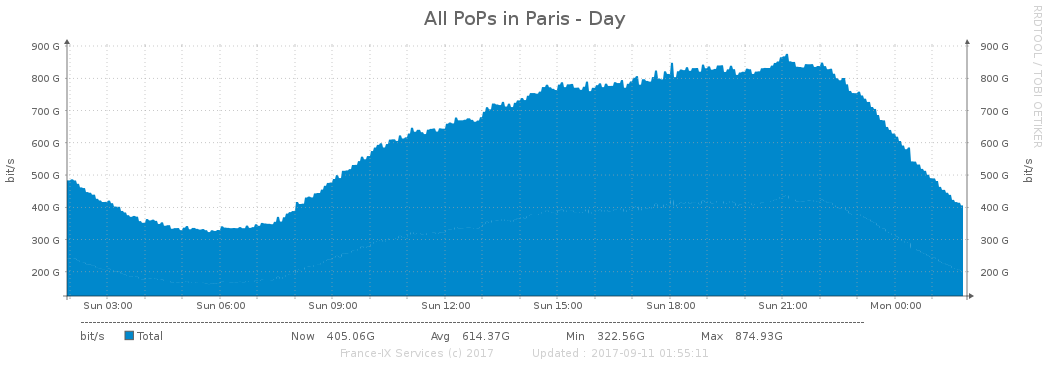 All PoPs in Paris - Day
RRDTOOL / TOBI OETIKER
900 G 900 G
800 G 800 G
700 G 700 G
600 G 600 G
bit/s 500 G 500 G bit/s
400 G 400 G
300 G 300 G
200 G 200 G
Sun 03:00 Sun 06:00 Sun 09:00 Sun 12:00 Sun 15:00 Sun 18:00 Sun 21:00 Mon 00:00
bit/s Total Now 405.06G Avg 614.37G Min 322.56G Max 874.93G
France-IX Services (c) 2017 Updated : 2017-09-11 01:55:11